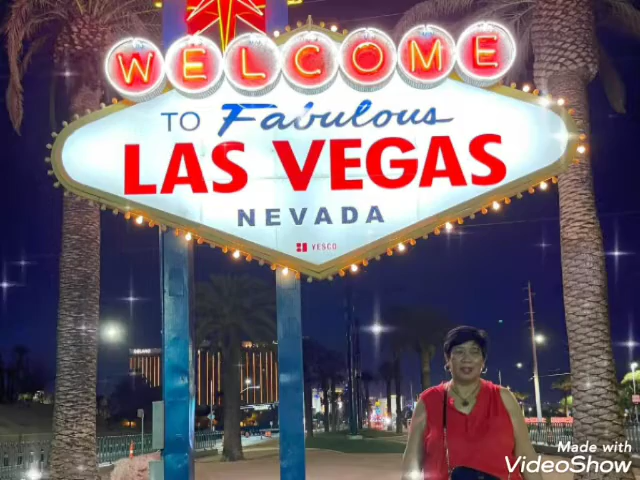 WELCOME
TO Fabulous
LAS VEGAS
NEVADA
YESCO
Made with
VideoShow